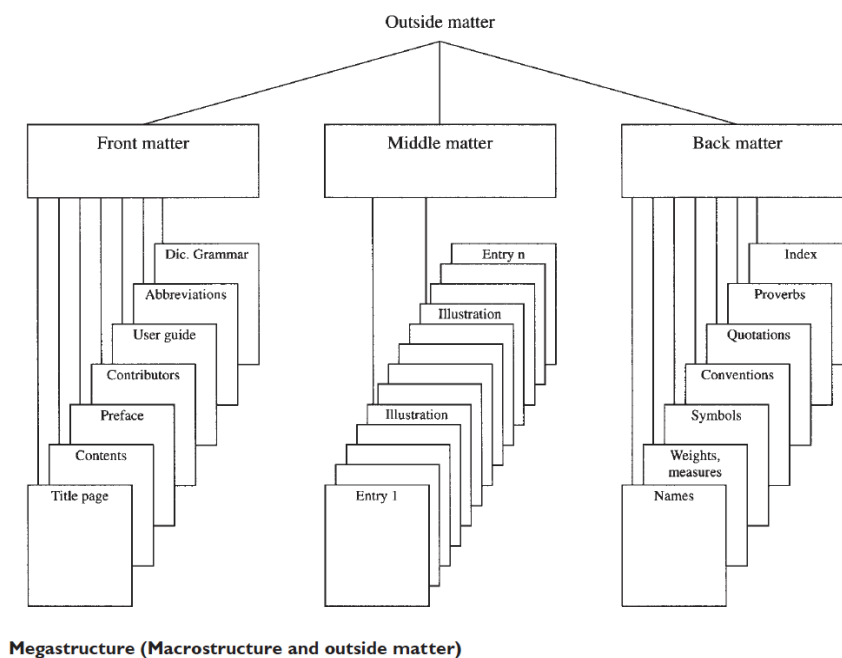 Outside matter
Front matter
Middle matter
Back matter
Dic. Grammar
Abbreviations
User guide
Contributors
Preface
Contents
Title page
Entry n
Illustration
Illustration
Entry 1
Index
Proverbs
Quotations
Conventions
Symbols
Weights,
measures
Names
Megastructure (Macrostructure and outside matter)